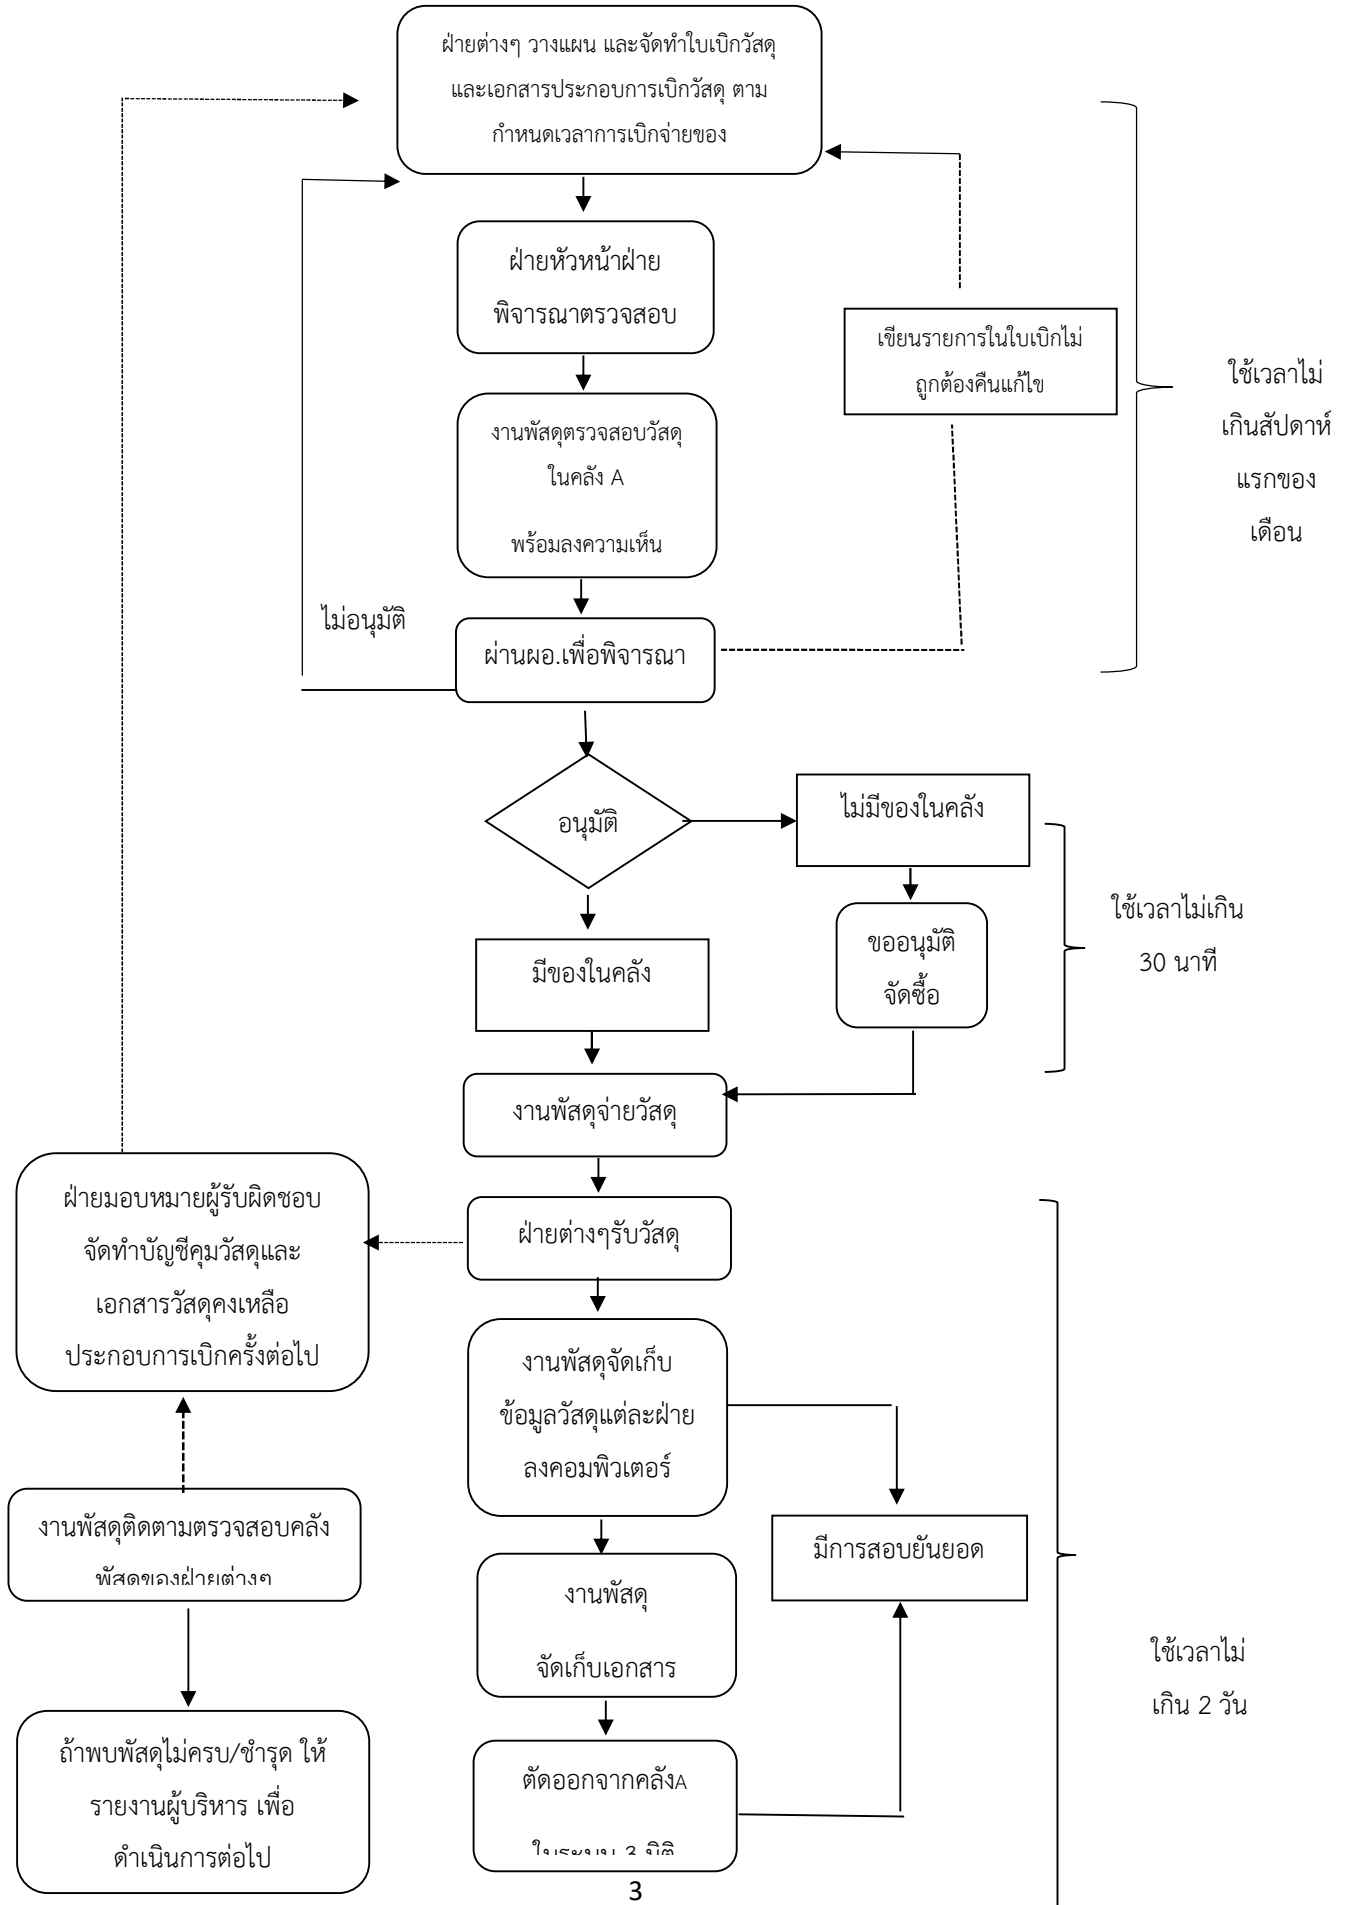 ฝ่ายต่างๆ วางแผน และจัดทำใบเบิกวัสดุ
และเอกสารประกอบการเบิกวัสดุ ตาม
กำหนดเวลาการเบิกจ่ายของ
ฝ่ายหัวหน้าฝ่าย
พิจารณาตรวจสอบ
เขียนรายการในใบเบิกไม่
ถูกต้องคืนแก้ไข
ใช้เวลาไม่
เกินสัปดาห์
แรกของ
เดือน
งานพัสดุตรวจสอบวัสดุ
ในคลัง A
พร้อมลงความเห็น
ไม่อนุมัติ
ผ่านผอ.เพื่อพิจารณา
อนุมัติ
ไม่มีของในคลัง
ขออนุมัติ
จัดซื้อ
ใช้เวลาไม่เกิน
30 นาที
มีของในคลัง
งานพัสดุจ่ายวัสดุ
ฝ่ายต่างๆรับวัสดุ
ฝ่ายมอบหมายผู้รับผิดชอบ
จัดทำบัญชีคุมวัสดุและ
เอกสารวัสดุคงเหลือ
ประกอบการเบิกครั้งต่อไป
งานพัสดุจัดเก็บ
ข้อมูลวัสดุแต่ละฝ่าย
ลงคอมพิวเตอร์
งานพัสดุติดตามตรวจสอบคลัง
พัสดุของฝ่ายต่างๆ
มีการสอบยันยอด
งานพัสดุ
จัดเก็บเอกสาร
ใช้เวลาไม่
เกิน 2 วัน
ถ้าพบพัสดุไม่ครบ/ชำรุด ให้
รายงานผู้บริหาร เพื่อ
ดำเนินการต่อไป
ตัดออกจากคลังA
ในระบบ 3 มิติ
3